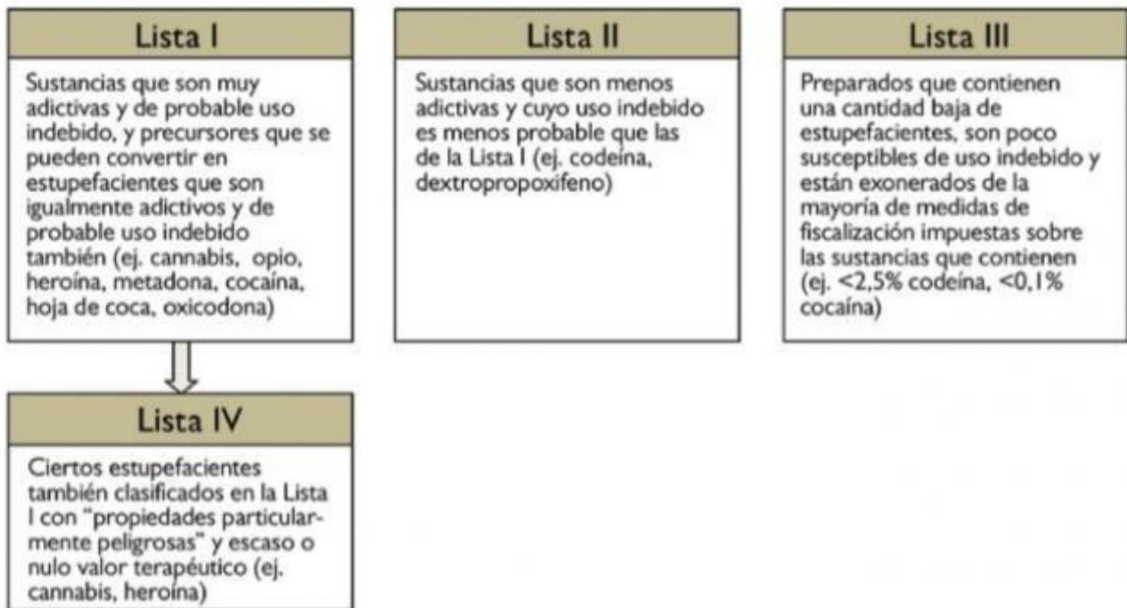 Lista I
Sustancias que son muy
adictivas y de probable uso
indebido, y precursores que se
pueden convertir en
estupefacientes que son
igualmente adictivos y de
probable uso indebido
también (ej. cannabis, opio,
heroína, metadona, cocaína,
hoja de coca, oxicodona)
Lista II
Sustancias que son menos
adictivas y cuyo uso indebido
es menos probable que las
de la Lista I (ej. codeína,
dextropropoxifeno)
Lista III
Preparados que contienen
una cantidad baja de
estupefacientes, son poco
susceptibles de uso indebido y
están exonerados de la
mayoría de medidas de
fiscalización impuestas sobre
las sustancias que contienen
(ej. <2,5% codeína, <0,1%
cocaína)
Lista IV
Ciertos estupefacientes
también clasificados en la Lista
I con “propiedades particular-
mente peligrosas” y escaso o
nulo valor terapéutico (ej.
cannabis, heroína)